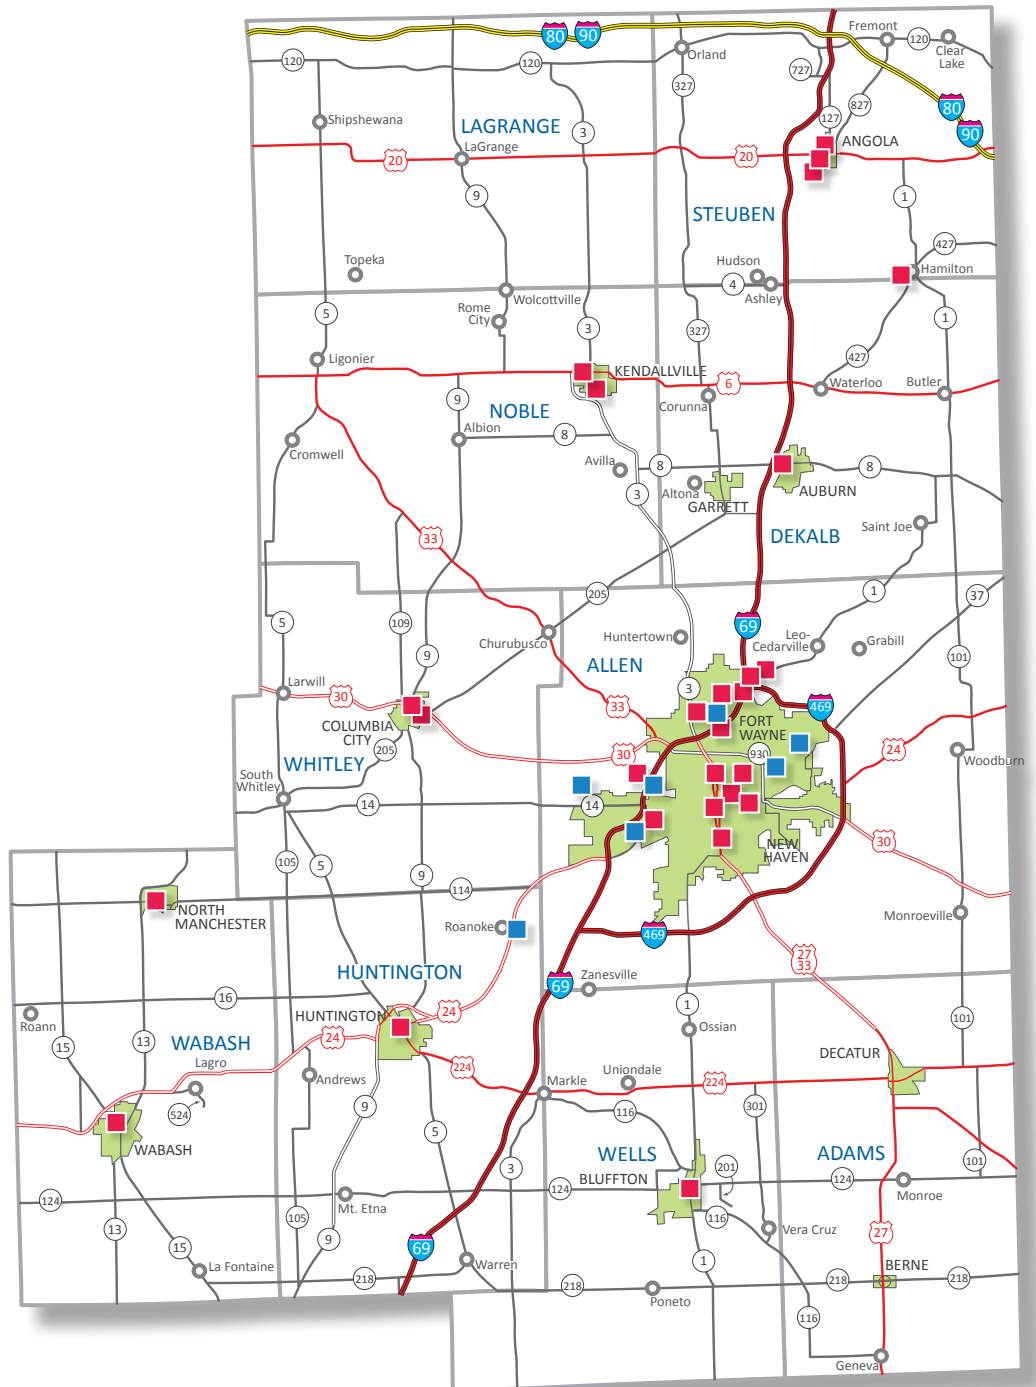 80
90
Fremont
120
Clear
Lake
Orland
120
120
727
327
3
827
80
90
127
Shipshewana
LAGRANGE
LaGrange
20
20
ANGOLA
9
1
STEUBEN
427
Topeka
Hudson
Hamilton
4
Ashley
Wolcottville
Rome
City
5
3
327
1
427
Ligonier
KENDALLVILLE
6
Waterloo
Butler
9
NOBLE
Corunna
Albion
8
Cromwell
Avilla
8
8
3
Altona
GARRETT
AUBURN
Saint Joe
33
DEKALB
205
1
37
5
109
69
Churubusco
Huntertown
Leo-
Cedarville
Grabill
9
ALLEN
101
Larwill
30
3
33
469
COLUMBIA
CITY
FORT
WAYNE
205
30
930
24
Woodburn
WHITLEY
South
Whitley
14
14
30
NEW
HAVEN
105
5
9
114
NORTH
MANCHESTER
Monroeville
Roanoke
469
27
33
HUNTINGTON
Zanesville
69
16
24
1
Roann
HUNTINGTON
Ossian
101
13
24
15
WABASH
DECATUR
Lagro
224
Uniondale
224
Andrews
Markle
524
9
116
301
5
WABASH
WELLS
ADAMS
3
201
101
BLUFFTON
124
124
124
Monroe
Mt. Etna
105
116
13
9
Vera Cruz
15
69
27
1
La Fontaine
Warren
BERNE
218
218
218
218
Poneto
116
Geneva